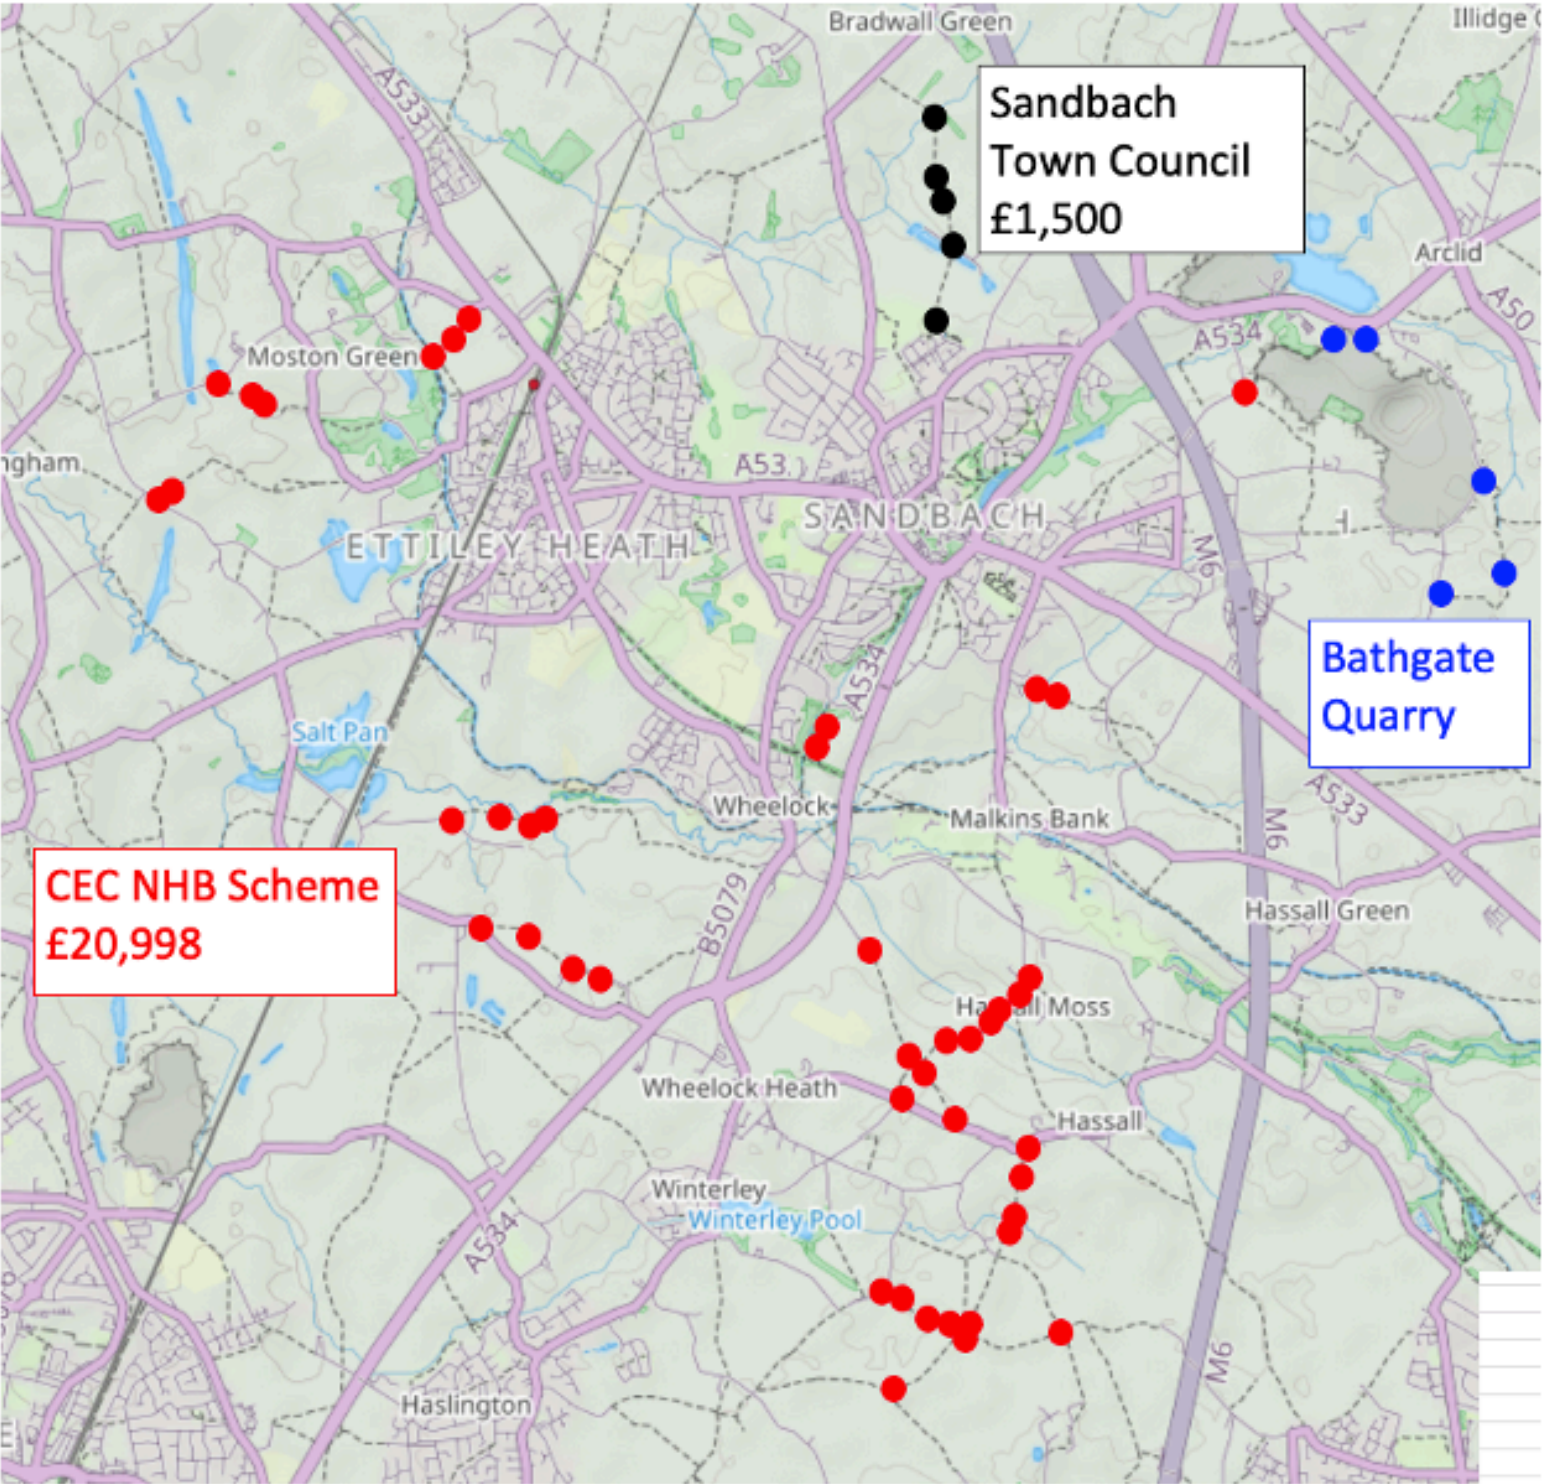 Bradwall Green
Illidge
A533
Sandbach
Town Council
£1,500
Arclid
A50
A534
Moston Green
ngham
A53
SANDBACH
ETTILEY HEATH
M6
A534
Bathgate
Quarry
Salt Pan
Wheelock
Malkins Bank
A533
M6
CEC NHB Scheme
£20,998
B5079
Hassall Green
Ha all Moss
Wheelock Heath
Hassall
Winterley
Winterley Pool
A534
M6
Haslington
E